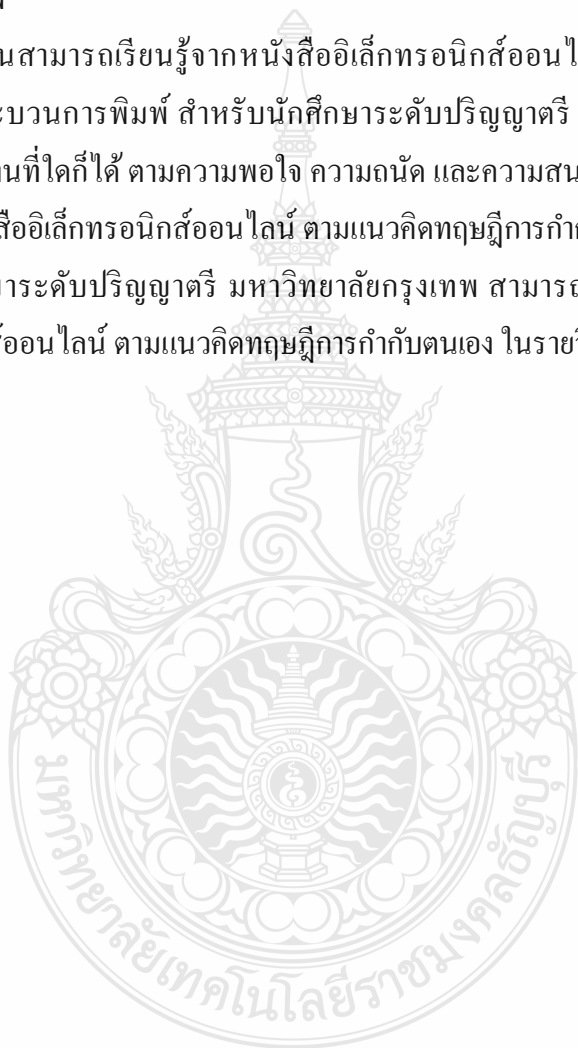 นสามารถเรียนรู้จากหนังสืออิเล็กทรอนิกส์ออนไ
ะบวนการพิมพ์ สำหรับนักศึกษาระดับปริญญาตรี
านที่ใดก็ได้ ตามความพอใจ ความถนัด และความสน
สืออิเล็กทรอนิกส์ออนไลน์ ตามแนวคิดทฤษฎีการกำ
าระดับปริญญาตรี มหาวิทยาลัยกรุงเทพ สามารถ
์ออนไลน์ ตามแนวคิดทฤษฎีการกำกับตนเอง ในราย
มหาวิทยาลัยเทคโนโลยีราชมงคลธัญบุรี